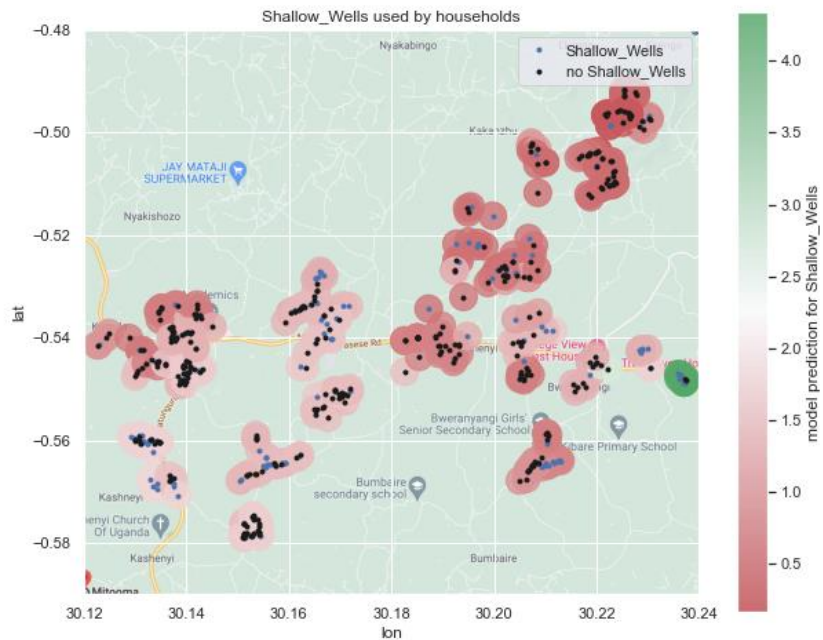 Shallow_Wells used by households
−0.48
Nyakabingo
Shallow_Wells
no Shallow_Wells
4.0
3.5
3.0
2.5
2.0
1.5
1.0
0.5
model prediction for Shallow_Wells
−0.50
JAY MATAJI
SUPERMARKET
Nyakishozo
−0.52
lat
−0.54
−0.56
Bweranyangi Girls'
Senior Secondary School
Kibare Primary School
Bumbaire
secondary school
Kashenyi
−0.58
Kashenyi
Bumbaire
Mitooma
30.12
30.14
30.16
30.18
30.20
30.22
30.24
lon